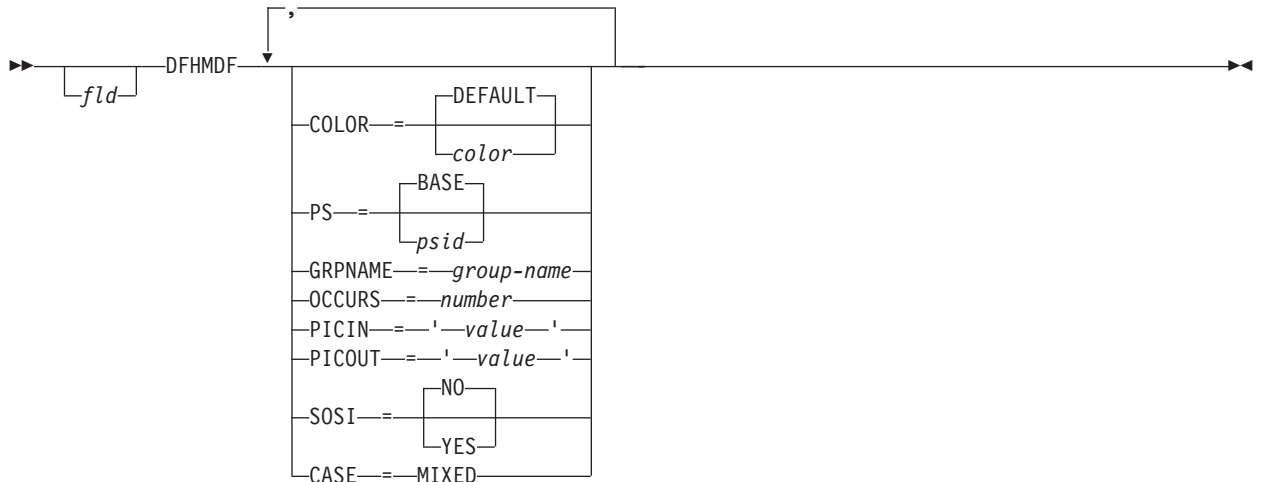 ,
DFHMDF
fld
DEFAULT
COLOR =
color
BASE
PS =
psid
GRPNAME = group-name
OCCURS = number
PICIN = ' value '
PICOUT = ' value '
NO
SOSI =
YES
CASE = MIXED